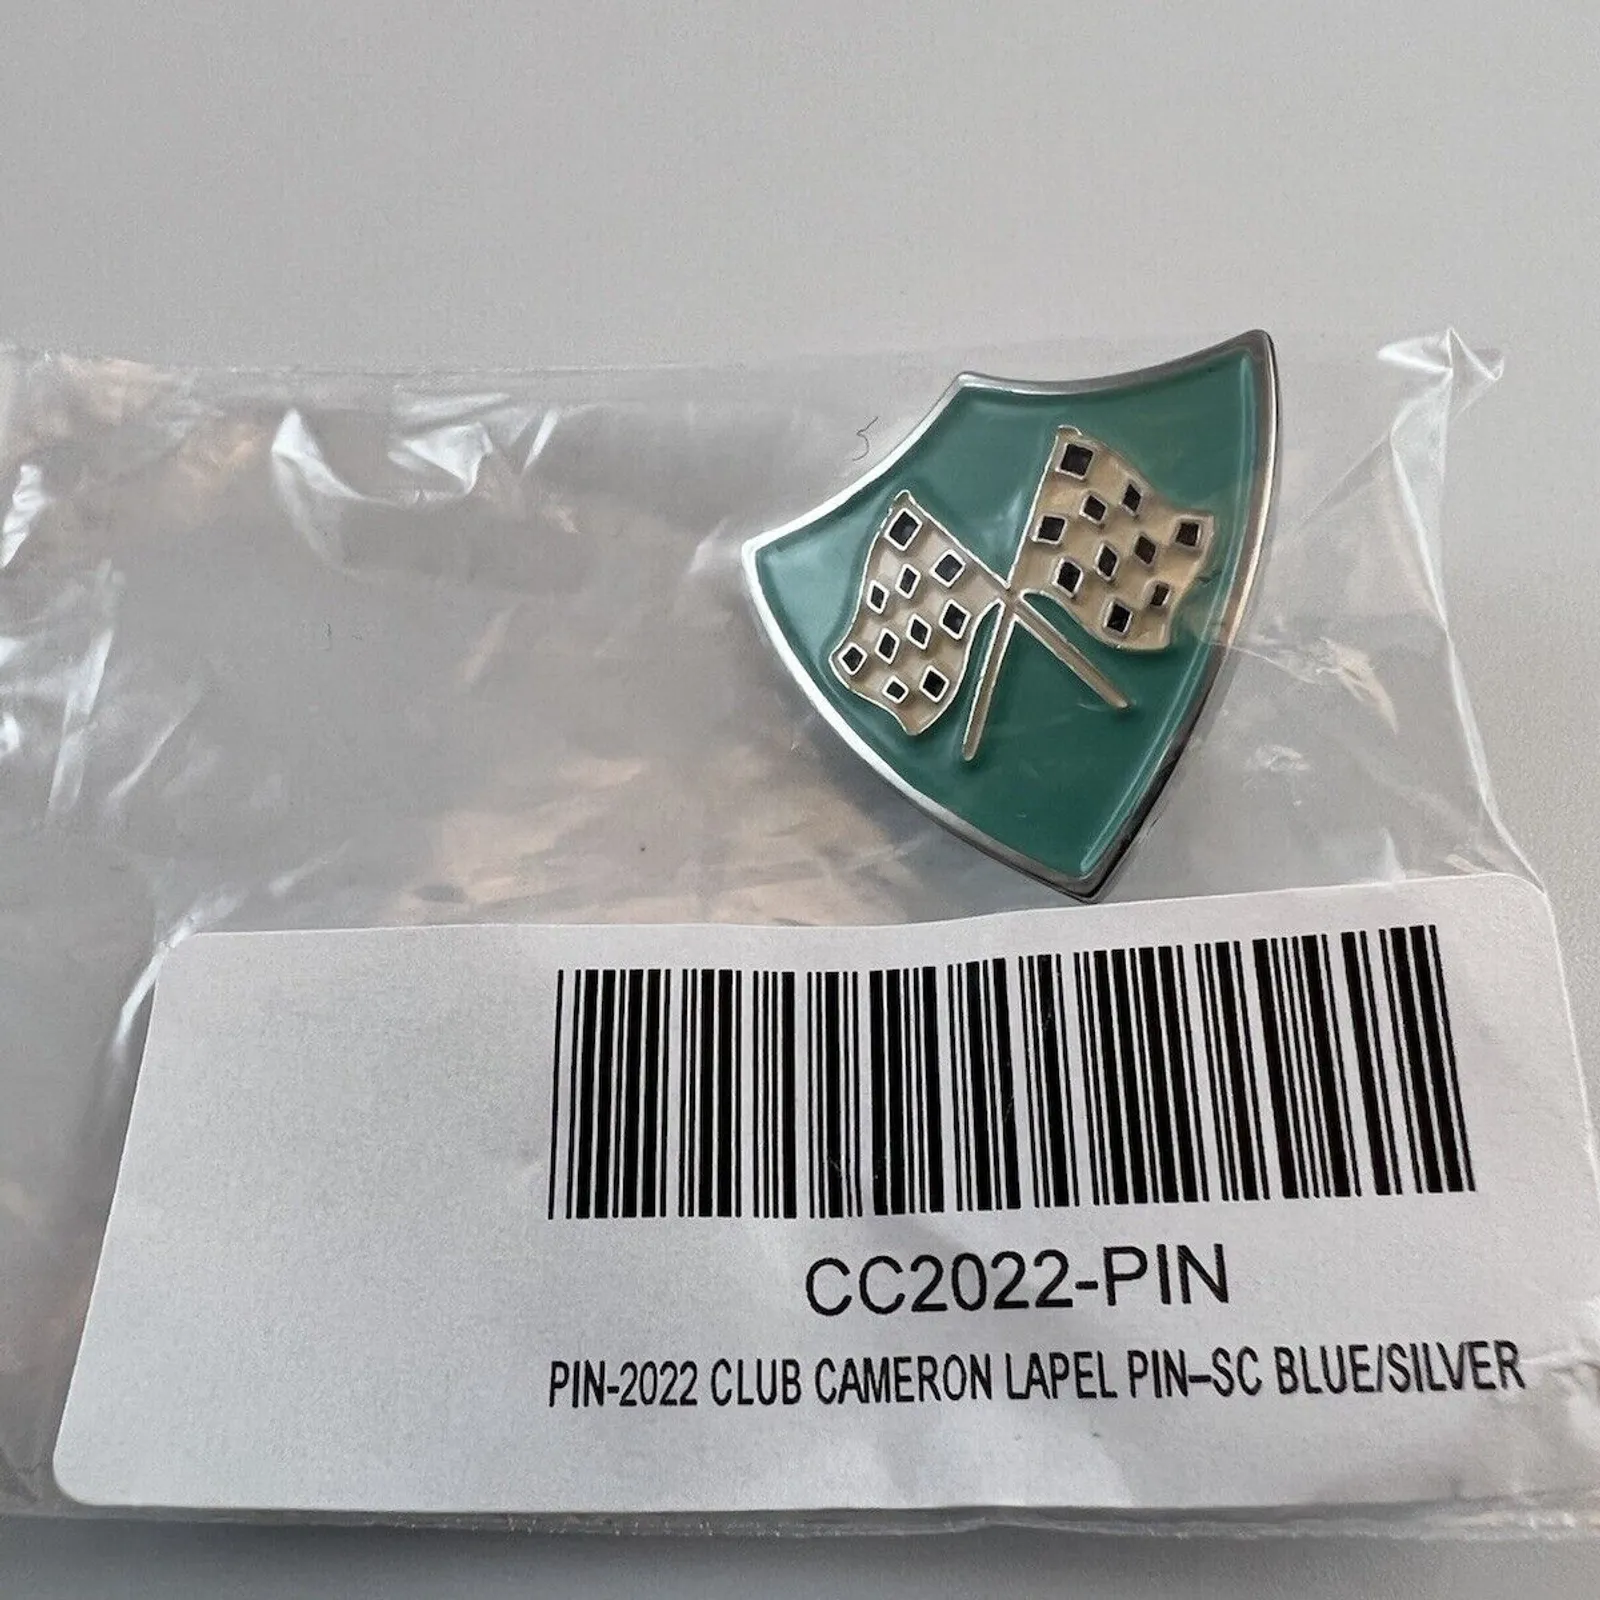 CC2022-PIN
PIN-2022 CLUB CAMERON LAPEL PIN–SC BLUE/SILVER